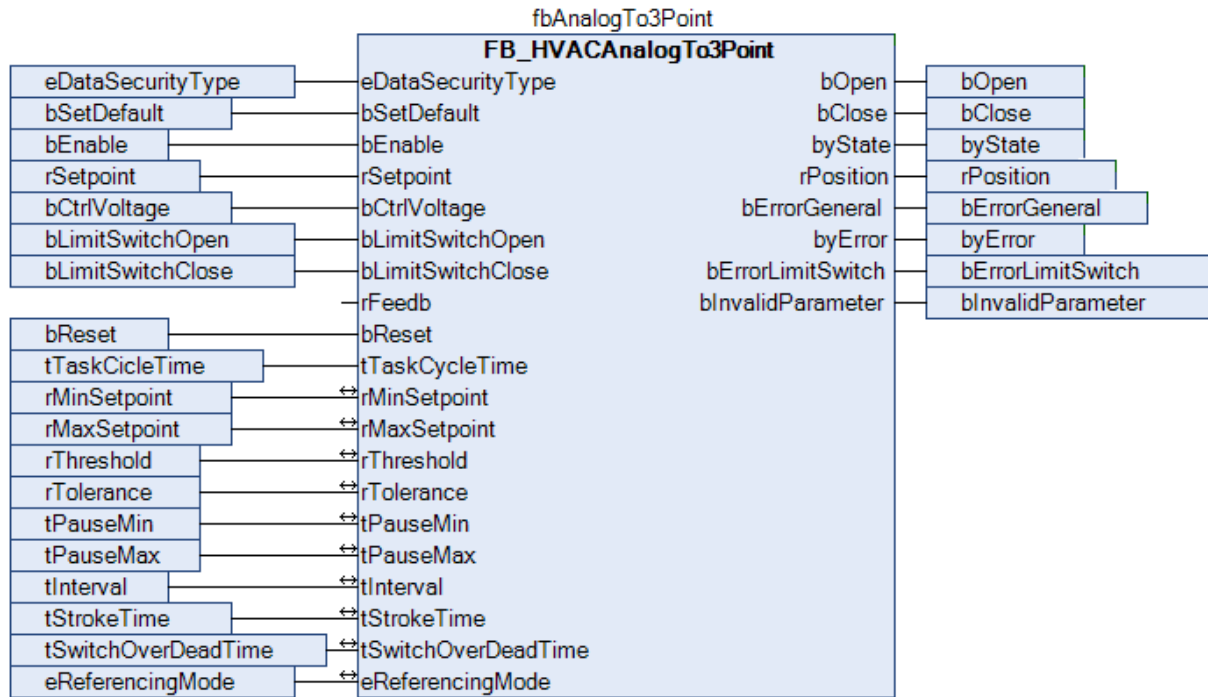 fbAnalogTo3Point
FB_HVACAnalogTo3Point
eDataSecurityType eDataSecurityType bOpen bOpen
bSetDefault bSetDefault bClose bClose
bEnable bEnable byState byState
rSetpoint rSetpoint rPosition rPosition
bCtrlVoltage bCtrlVoltage bErrorGeneral bErrorGeneral
bLimitSwitchOpen bLimitSwitchOpen byError byError
bLimitSwitchClose bLimitSwitchClose bErrorLimitSwitch bErrorLimitSwitch
rFeedb bInvalidParameter bInvalidParameter
bReset bReset
tTaskCicleTime tTaskCycleTime
rMinSetpoint rMinSetpoint
rMaxSetpoint rMaxSetpoint
rThreshold rThreshold
rTolerance rTolerance
tPauseMin tPauseMin
tPauseMax tPauseMax
tInterval tInterval
tStrokeTime tStrokeTime
tSwitchOverDeadTime tSwitchOverDeadTime
eReferencingMode eReferencingMode